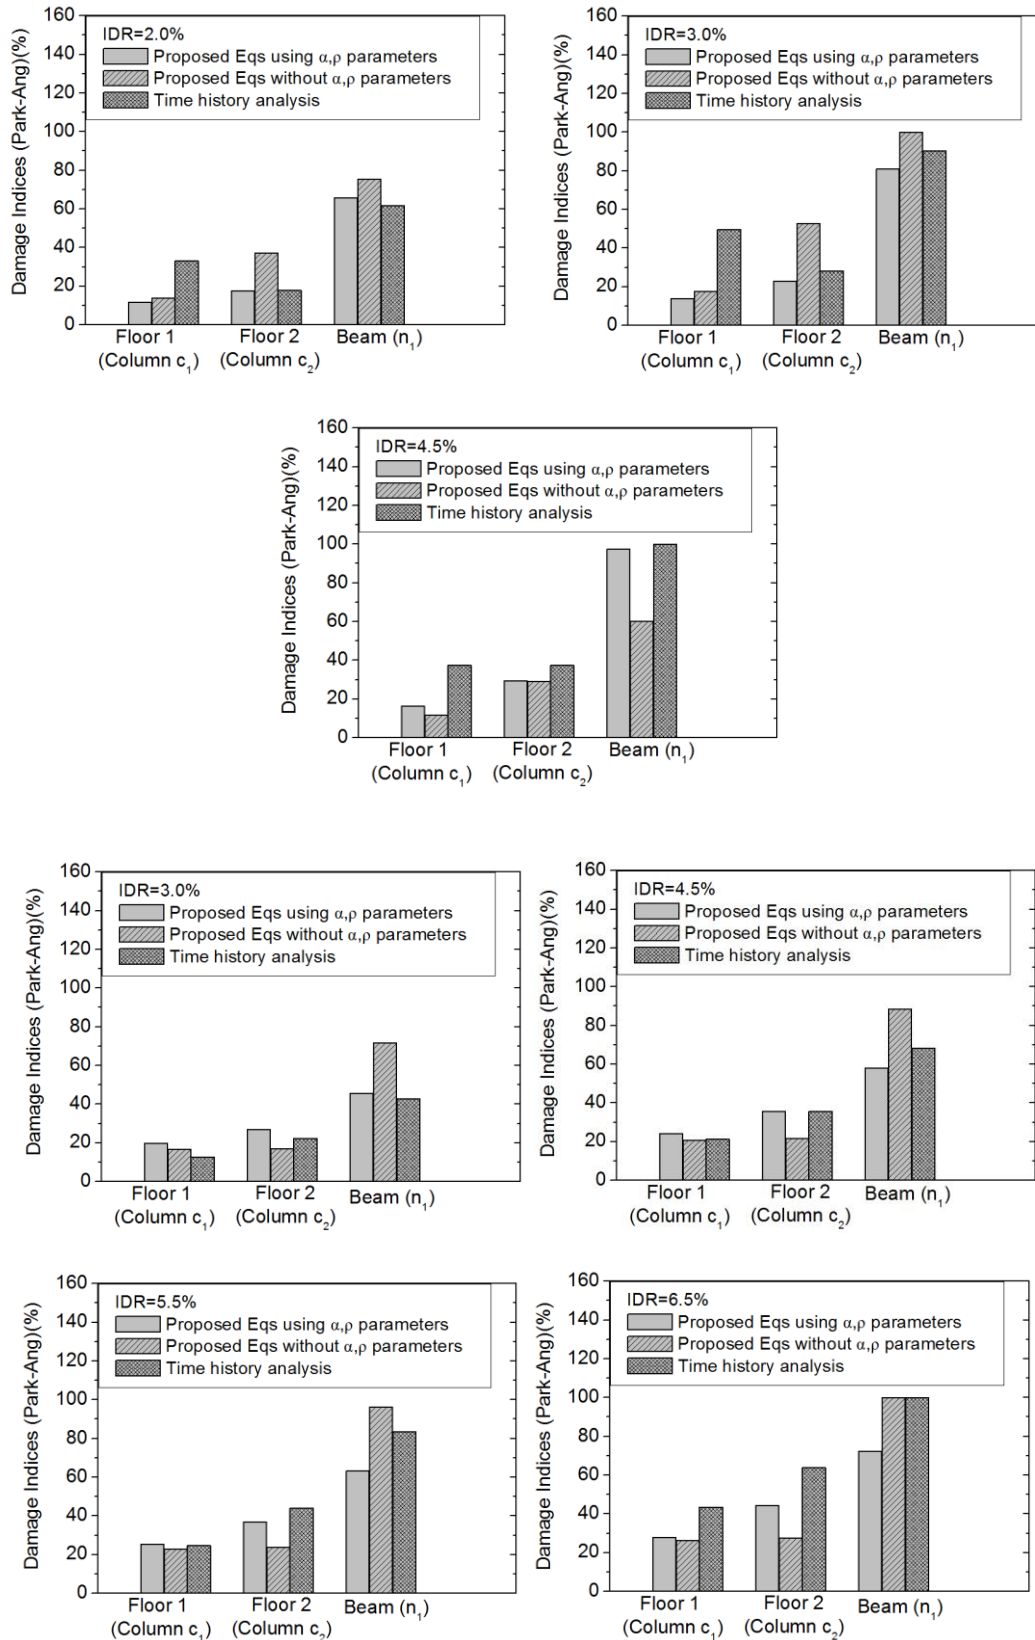 160
140
120
100
80
60
40
20
0
Damage Indices (Park-Ang)(%)
IDR=2.0%
Proposed Eqs using α,ρ parameters
Proposed Eqs without α,ρ parameters
Time history analysis
Floor 1
(Column c₁)
Floor 2
(Column c₂)
Beam (n₁)
160
140
120
100
80
60
40
20
0
Damage Indices (Park-Ang)(%)
IDR=3.0%
Proposed Eqs using α,ρ parameters
Proposed Eqs without α,ρ parameters
Time history analysis
Floor 1
(Column c₁)
Floor 2
(Column c₂)
Beam (n₁)
160
140
120
100
80
60
40
20
0
Damage Indices (Park-Ang)(%)
IDR=4.5%
Proposed Eqs using α,ρ parameters
Proposed Eqs without α,ρ parameters
Time history analysis
Floor 1
(Column c₁)
Floor 2
(Column c₂)
Beam (n₁)
160
140
120
100
80
60
40
20
0
Damage Indices (Park-Ang)(%)
IDR=3.0%
Proposed Eqs using α,ρ parameters
Proposed Eqs without α,ρ parameters
Time history analysis
Floor 1
(Column c₁)
Floor 2
(Column c₂)
Beam (n₁)
160
140
120
100
80
60
40
20
0
Damage Indices (Park-Ang)(%)
IDR=4.5%
Proposed Eqs using α,ρ parameters
Proposed Eqs without α,ρ parameters
Time history analysis
Floor 1
(Column c₁)
Floor 2
(Column c₂)
Beam (n₁)
160
140
120
100
80
60
40
20
0
Damage Indices (Park-Ang)(%)
IDR=5.5%
Proposed Eqs using α,ρ parameters
Proposed Eqs without α,ρ parameters
Time history analysis
Floor 1
(Column c₁)
Floor 2
(Column c₂)
Beam (n₁)
160
140
120
100
80
60
40
20
0
Damage Indices (Park-Ang)(%)
IDR=6.5%
Proposed Eqs using α,ρ parameters
Proposed Eqs without α,ρ parameters
Time history analysis
Floor 1
(Column c₁)
Floor 2
(Column c₂)
Beam (n₁)